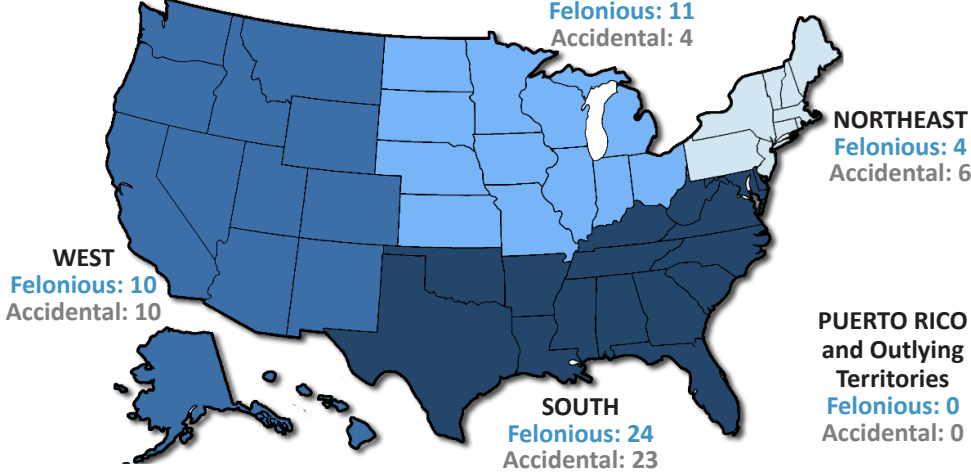 Felonious: 11
Accidental: 4
NORTHEAST
Felonious: 4
Accidental: 6
WEST
Felonious: 10
Accidental: 10
PUERTO RICO
and Outlying
Territories
Felonious: 0
Accidental: 0
SOUTH
Felonious: 24
Accidental: 23